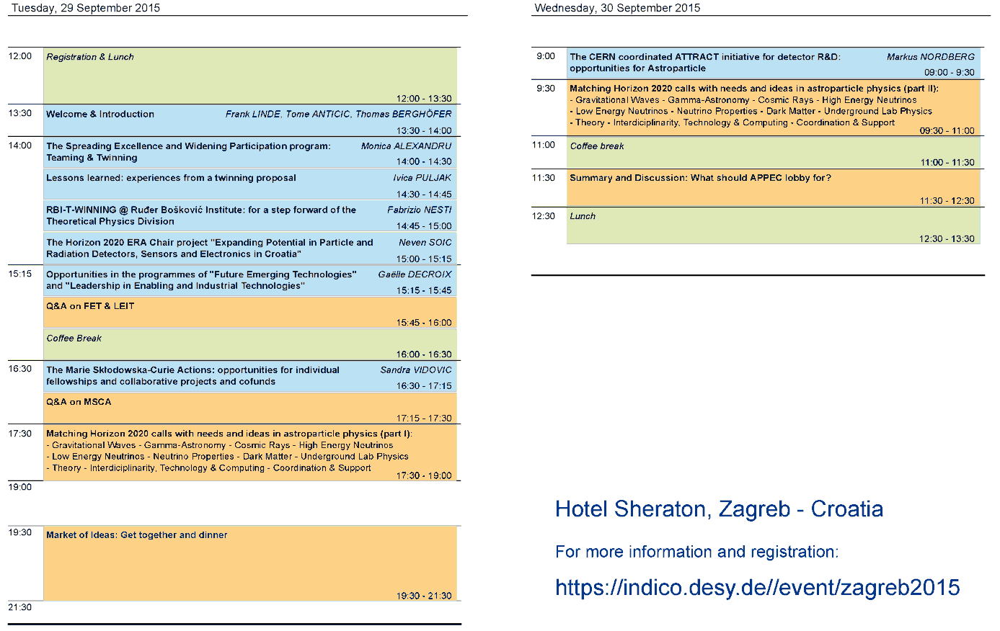 Tuesday, 29 September 2015
12:00 Registration & Lunch
12:00 - 13:30
13:30 Welcome & Introduction Frank LINDE, Tome ANTICIC, Thomas BERGHÖFER
13:30 - 14:00
14:00 The Spreading Excellence and Widening Participation program: Monica ALEXANDRU
Teaming & Twinning
14:00 - 14:30
Lessons learned: experiences from a twinning proposal Ivica PULJAK
14:30 - 14:45
RBI-T-WINNING @ Ruđer Bošković Institute: for a step forward of the Fabrizio NESTI
Theoretical Physics Division
14:45 - 15:00
The Horizon 2020 ERA Chair project "Expanding Potential in Particle and Neven SOIC
Radiation Detectors, Sensors and Electronics in Croatia"
15:00 - 15:15
15:15 Opportunities in the programmes of "Future Emerging Technologies" Gaëlle DECROIX
and "Leadership in Enabling and Industrial Technologies"
15:15 - 15:45
Q&A on FET & LEIT
15:45 - 16:00
Coffee Break
16:00 - 16:30
16:30 The Marie Skłodowska-Curie Actions: opportunities for individual Sandra VIDOVIC
fellowships and collaborative projects and cofunds
16:30 - 17:15
Q&A on MSCA
17:15 - 17:30
17:30 Matching Horizon 2020 calls with needs and ideas in astroparticle physics (part I):
- Gravitational Waves - Gamma-Astronomy - Cosmic Rays - High Energy Neutrinos
- Low Energy Neutrinos - Neutrino Properties - Dark Matter - Underground Lab Physics
- Theory - Interdiciplinarity, Technology & Computing - Coordination & Support
17:30 - 19:00
19:00
19:30 Market of Ideas: Get together and dinner
19:30 - 21:30
21:30
Wednesday, 30 September 2015
9:00 The CERN coordinated ATTRACT initiative for detector R&D: Markus NORDBERG
opportunities for Astroparticle
09:00 - 9:30
9:30 Matching Horizon 2020 calls with needs and ideas in astroparticle physics (part II):
- Gravitational Waves - Gamma-Astronomy - Cosmic Rays - High Energy Neutrinos
- Low Energy Neutrinos - Neutrino Properties - Dark Matter - Underground Lab Physics
- Theory - Interdiciplinarity, Technology & Computing - Coordination & Support
09:30 - 11:00
11:00 Coffee break
11:00 - 11:30
11:30 Summary and Discussion: What should APPEC lobby for?
11:30 - 12:30
12:30 Lunch
12:30 - 13:30
Hotel Sheraton, Zagreb - Croatia
For more information and registration:
https://indico.desy.de//event/zagreb2015